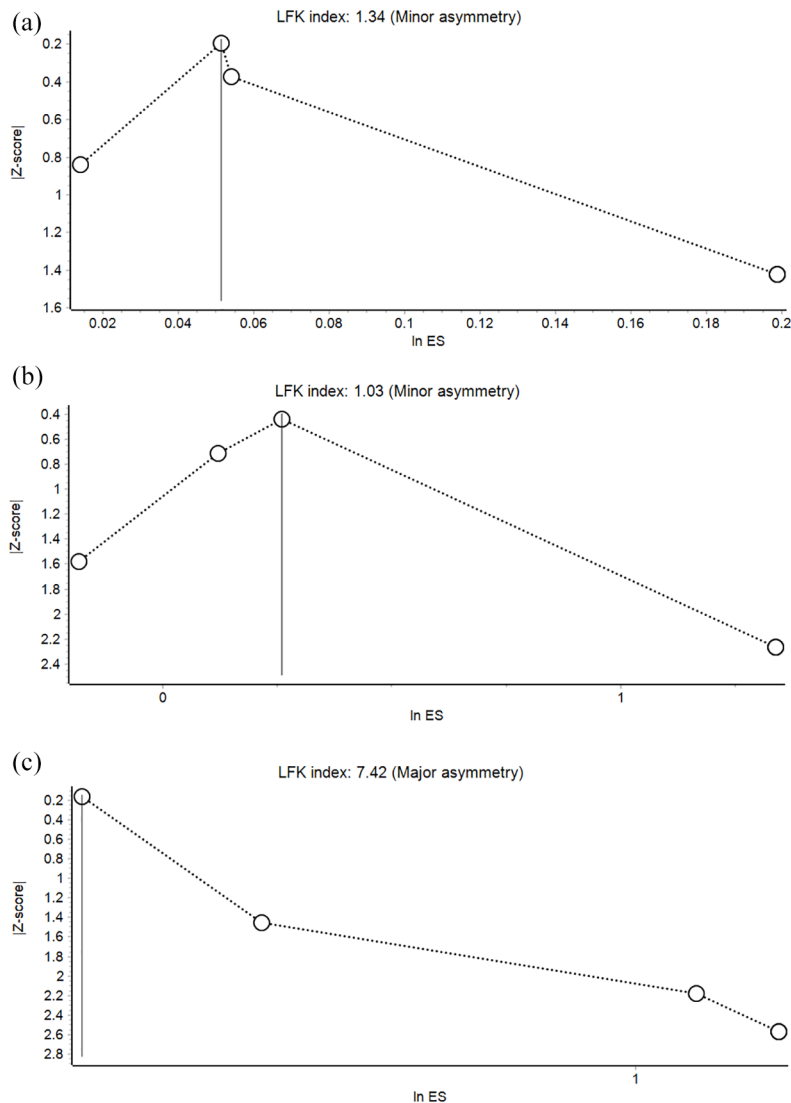 (a)
LFK index: 1.34 (Minor asymmetry)
|Z-score|
0.2
0.4
0.6
0.8
1
1.2
1.4
1.6
0.02 0.04 0.06 0.08 0.1 0.12 0.14 0.16 0.18 0.2
ln ES
(b)
LFK index: 1.03 (Minor asymmetry)
|Z-score|
0.4
0.6
0.8
1
1.2
1.4
1.6
1.8
2
2.2
2.4
0 1
ln ES
(c)
LFK index: 7.42 (Major asymmetry)
|Z-score|
0.2
0.4
0.6
0.8
1
1.2
1.4
1.6
1.8
2
2.2
2.4
2.6
2.8
1
ln ES